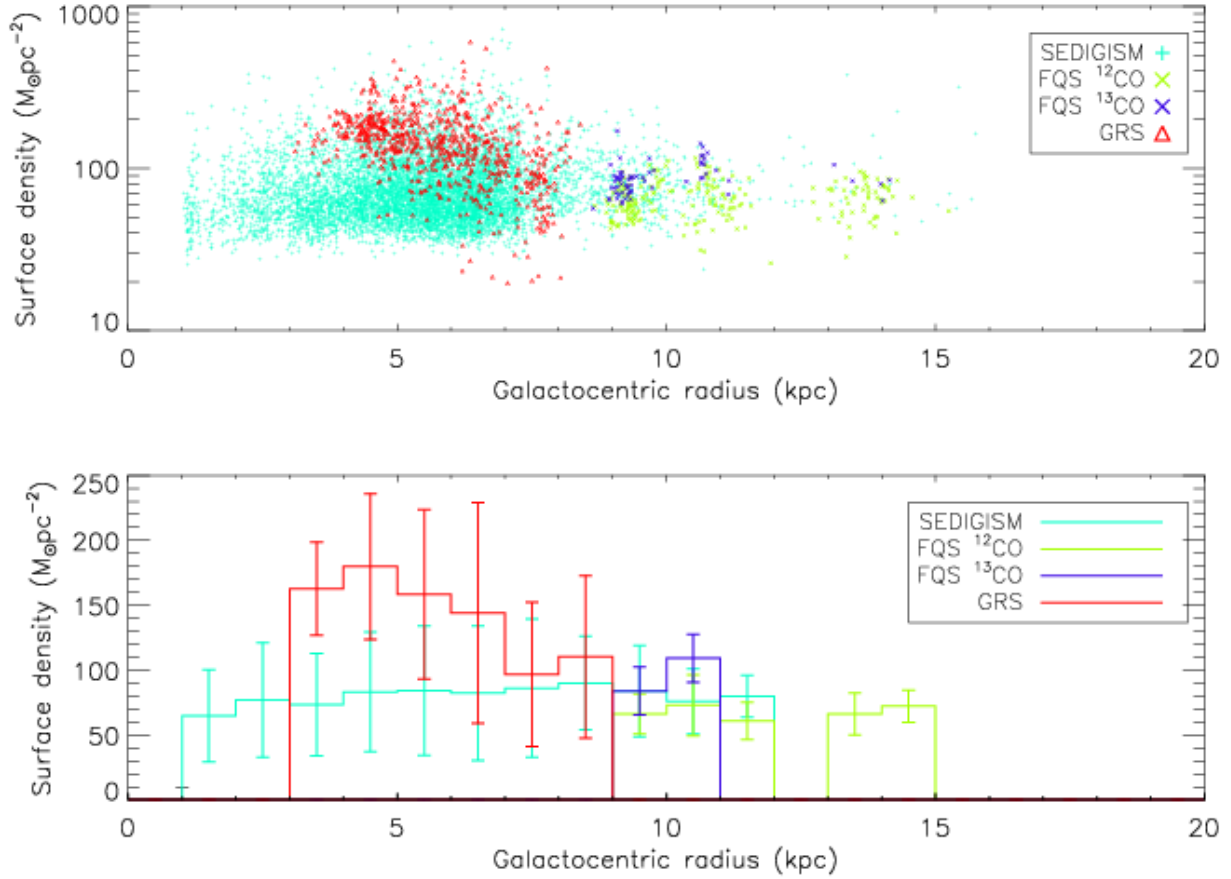 1000
100
10
Surface density (M⊙pc⁻²)
SEDIGISM
FQS ¹²CO
FQS ¹³CO
GRS
0 5 10 15 20
Galactocentric radius (kpc)
250
200
150
100
50
0
Surface density (M⊙pc⁻²)
SEDIGISM
FQS ¹²CO
FQS ¹³CO
GRS
0 5 10 15 20
Galactocentric radius (kpc)